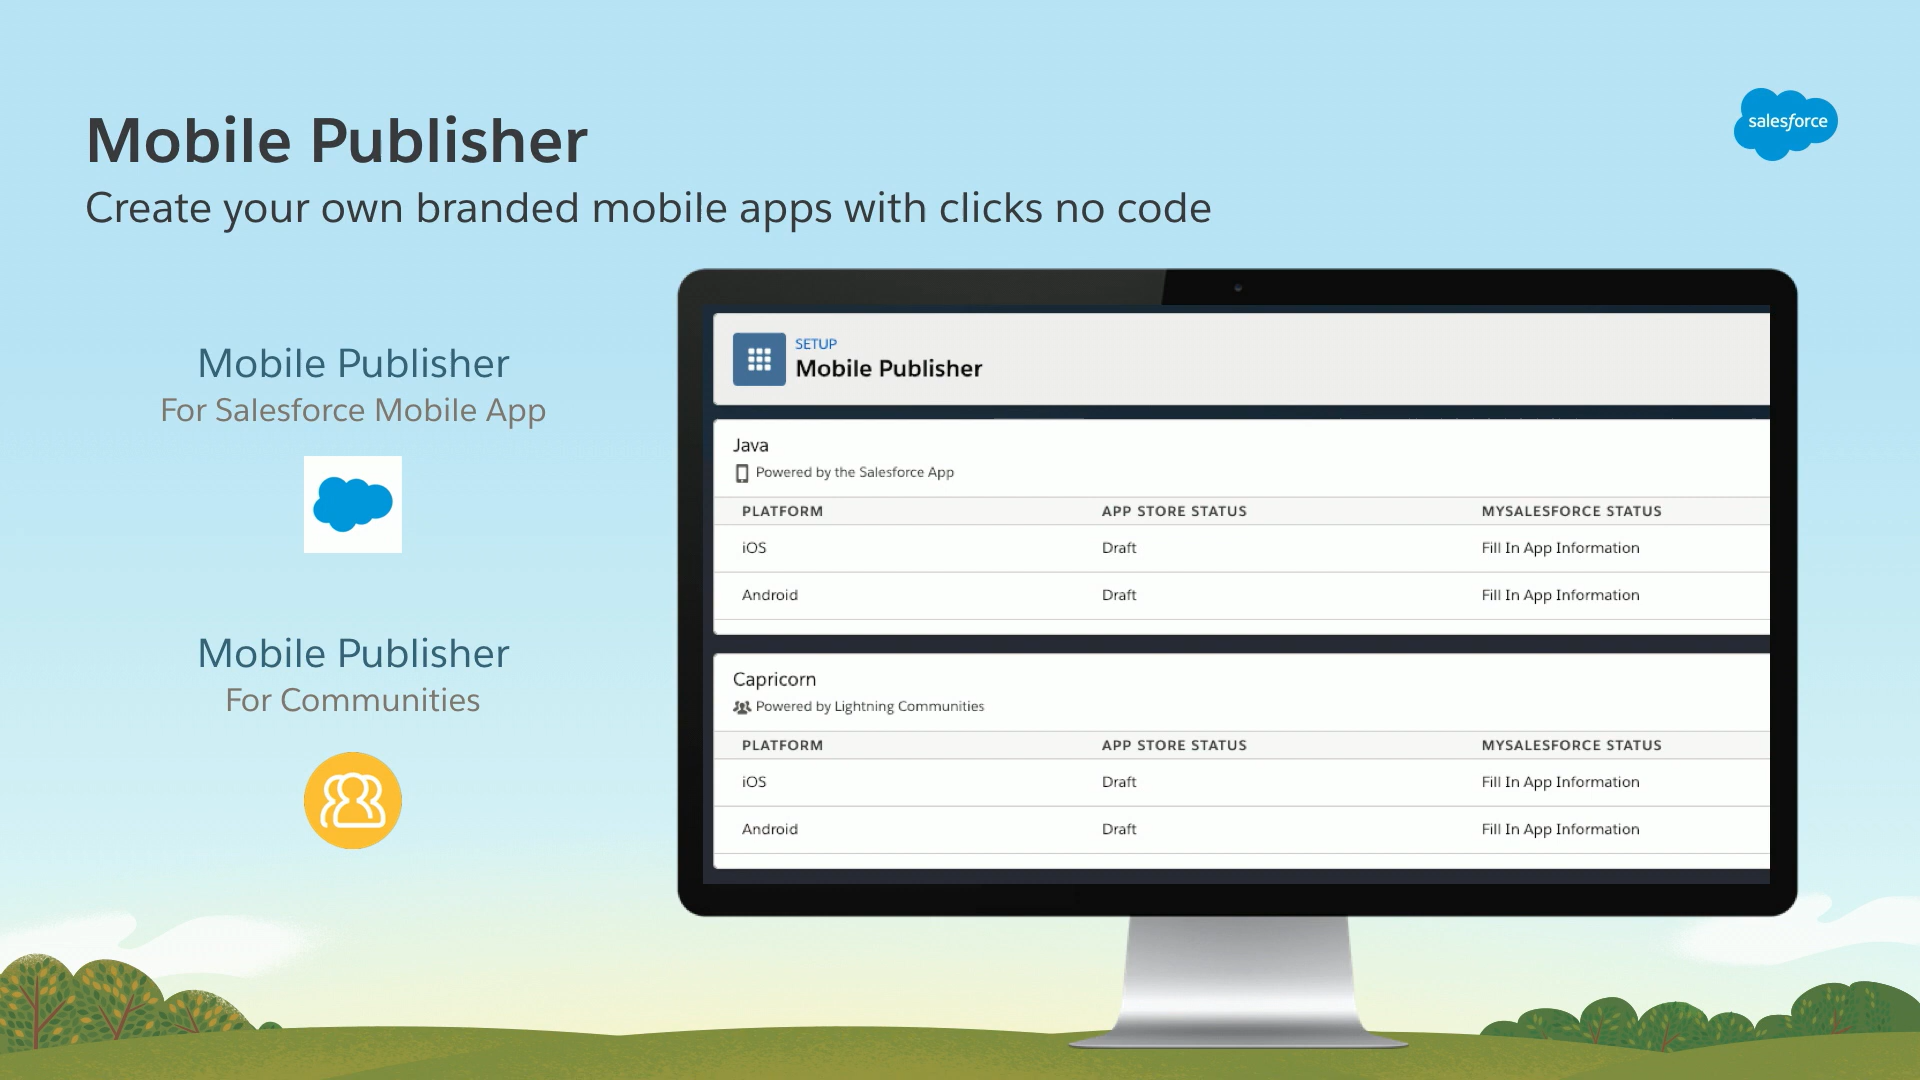 Mobile Publisher
salesforce
Create your own branded mobile apps with clicks no code
Mobile Publisher
For Salesforce Mobile App
Mobile Publisher
For Communities
SETUP
Mobile Publisher
Java
Powered by the Salesforce App
PLATFORM APP STORE STATUS MYSALESFORCE STATUS
iOS Draft Fill In App Information
Android Draft Fill In App Information
Capricorn
Powered by Lightning Communities
PLATFORM APP STORE STATUS MYSALESFORCE STATUS
iOS Draft Fill In App Information
Android Draft Fill In App Information